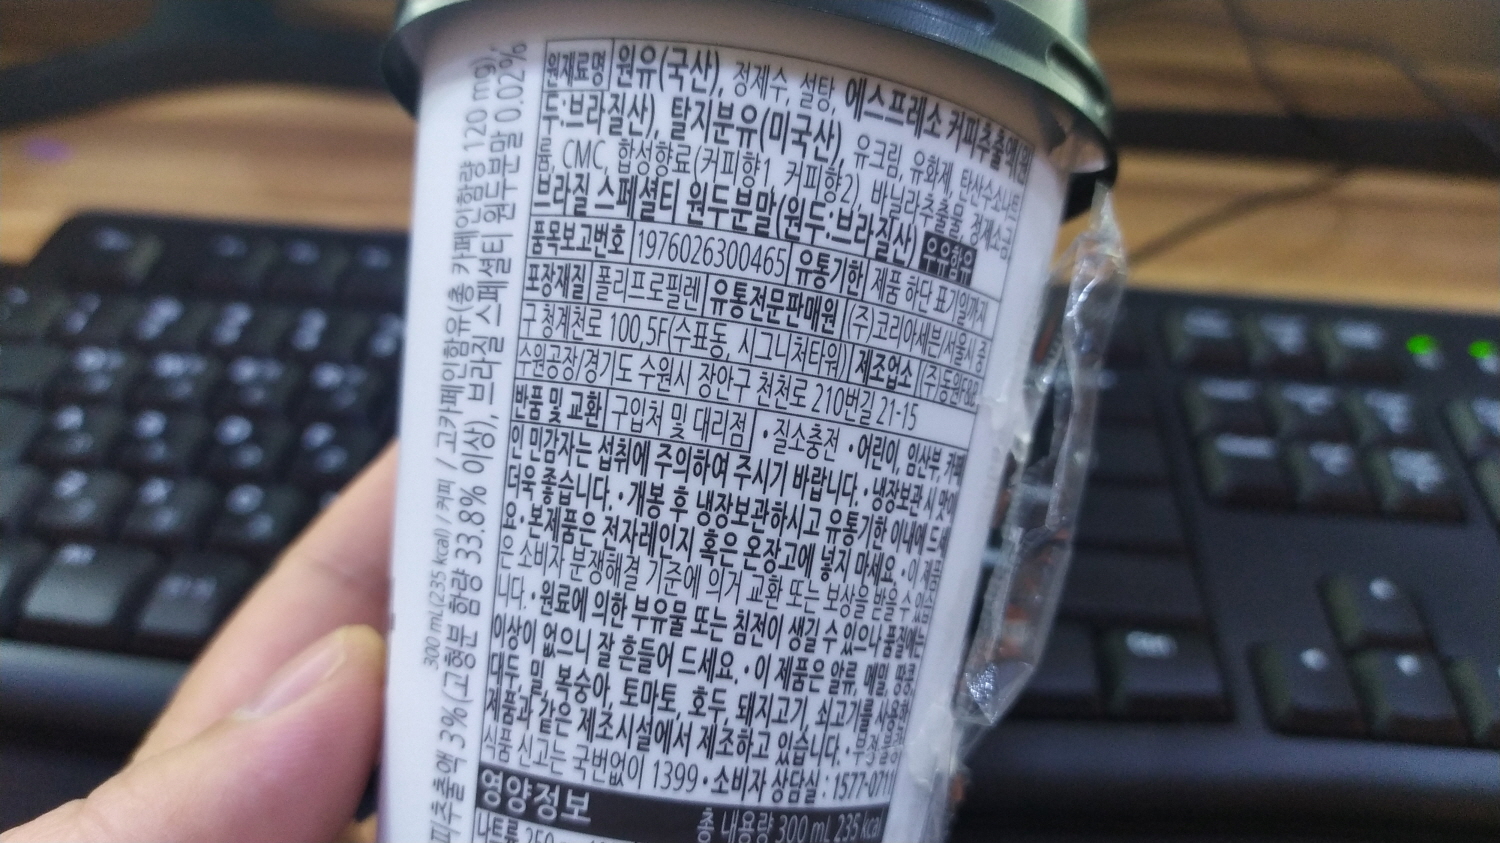 300 mL(235 kcal) / 커피 / 고카페인함유(총 카페인함량 120 mg)
피추출액 3%(고형분 함량 33.8% 이상), 브라질 스페셜티 원두분말 0.02%
원재료명 원유(국산), 정제수, 설탕, 에스프레소 커피추출액(원
두:브라질산), 탈지분유(미국산), 유크림, 유화제, 탄산수소나트
륨, CMC, 합성향료(커피향1, 커피향2), 바닐라추출물, 정제소금,
브라질 스페셜티 원두분말(원두:브라질산) 우유함유
품목보고번호 1976026300465 유통기한 제품 하단 표기일까지
포장재질 폴리프로필렌 유통전문판매원 (주)코리아세븐/서울시 중
구 청계천로 100, 5F(수표동, 시그니쳐타워) 제조업소 (주)동원F&B
수원공장/경기도 수원시 장안구 천천로 210번길 21-15
반품 및 교환 구입처 및 대리점 •질소충전 •어린이, 임산부, 카페
인 민감자는 섭취에 주의하여 주시기 바랍니다. •냉장보관 시 맛이
더욱 좋습니다. •개봉 후 냉장보관하시고 유통기한 이내에 드세
요. •본제품은 전자레인지 혹은 온장고에 넣지 마세요. •이 제품
은 소비자 분쟁해결 기준에 의거 교환 또는 보상을 받을 수 있습
니다. •원료에 의한 부유물 또는 침전이 생길 수 있으나 품질에는
이상이 없으니 잘 흔들어 드세요. •이 제품은 알류, 메밀, 땅콩,
대두, 밀, 복숭아, 토마토, 호두, 돼지고기, 쇠고기를 사용한
제품과 같은 제조시설에서 제조하고 있습니다. •부정·불량
식품 신고는 국번없이 1399 •소비자 상담실 : 1577-0711
영양정보 총 내용량 300 mL 235 kcal
나트륨